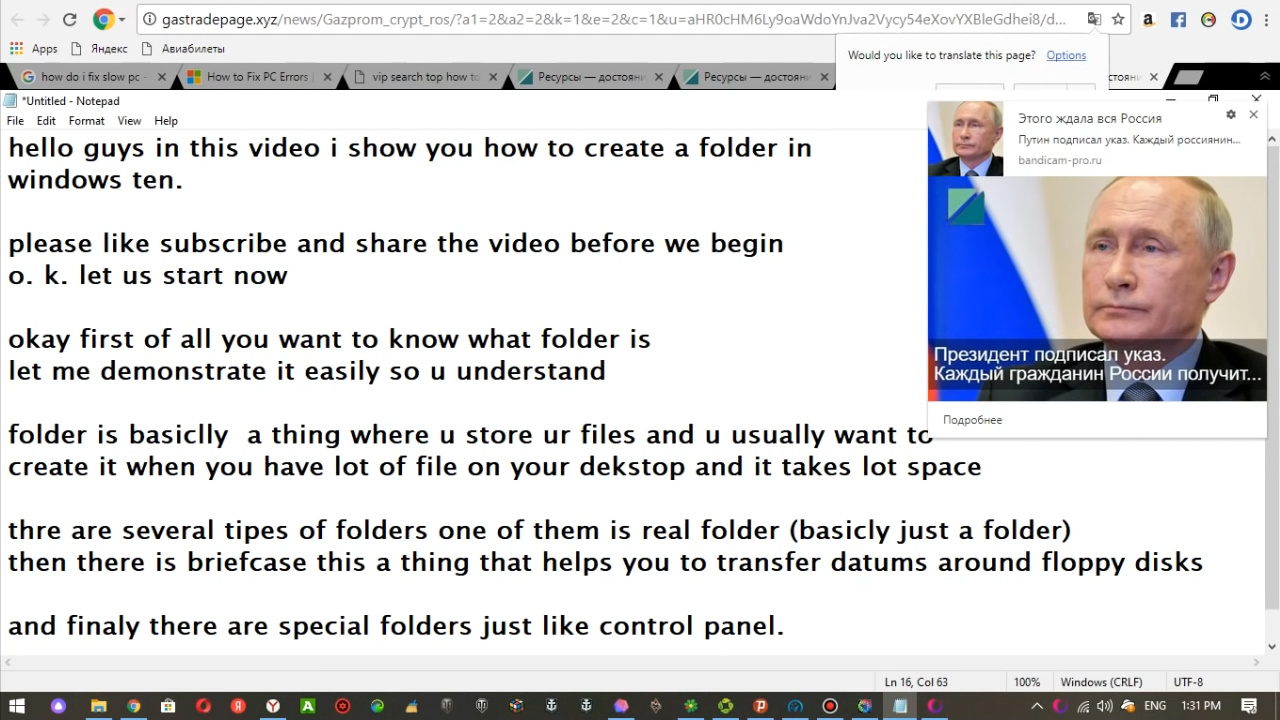 gastradepage.xyz/news/Gazprom_crypt_ros/?a1=2&a2=2&k=1&e=2&c=1&u=aHR0cHM6Ly9oaWdoYnJva2Vycy54eXovYXBleGdhei8/d...
Apps Яндекс Авиабилеты
Would you like to translate this page? Options
how do i fix slow pc - How to Fix PC Errors | vip search top how to Ресурсы — достояни Ресурсы — достояни стояни
*Untitled - Notepad
File Edit Format View Help
hello guys in this video i show you how to create a folder in
windows ten.
please like subscribe and share the video before we begin
o. k. let us start now
okay first of all you want to know what folder is
let me demonstrate it easily so u understand
folder is basiclly  a thing where u store ur files and u usually want to
create it when you have lot of file on your dekstop and it takes lot space
thre are several tipes of folders one of them is real folder (basicly just a folder)
then there is briefcase this a thing that helps you to transfer datums around floppy disks
and finaly there are special folders just like control panel.
Этого ждала вся Россия
Путин подписал указ. Каждый россиянин...
bandicam-pro.ru
Президент подписал указ.
Каждый гражданин России получит...
Подробнее
Ln 16, Col 63 100% Windows (CRLF) UTF-8
ENG 1:31 PM